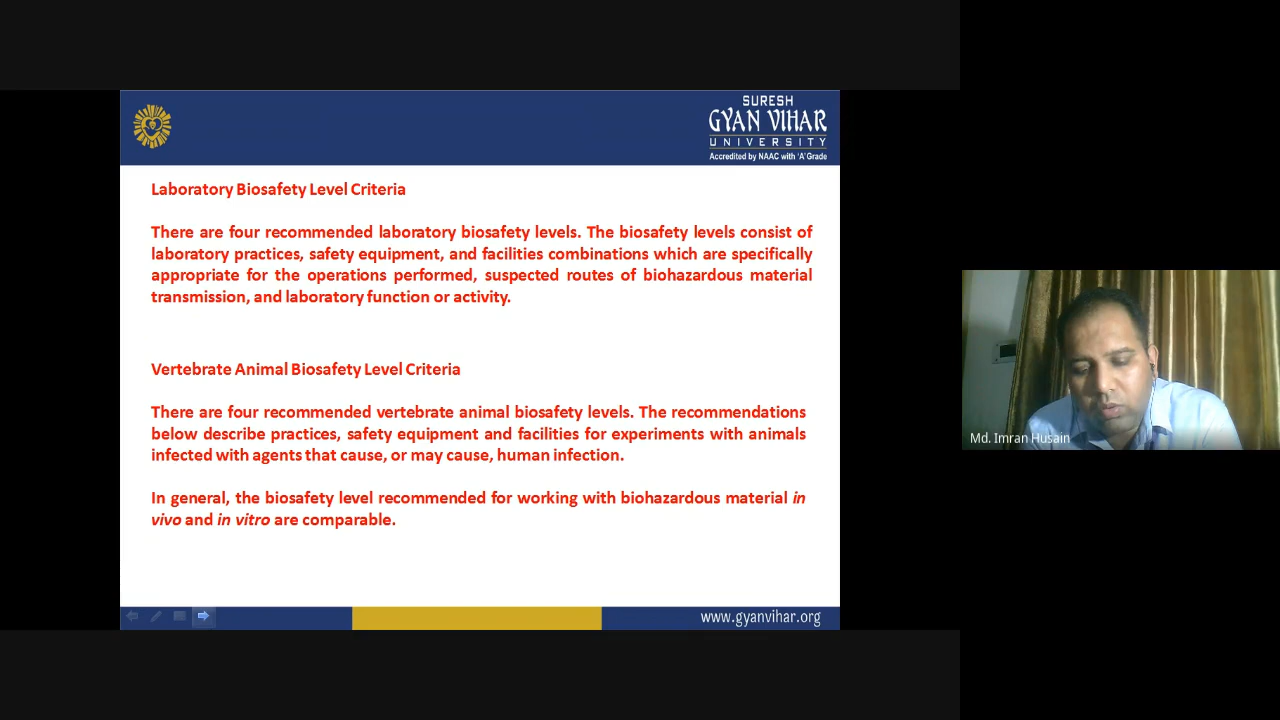 SURESH
GYAN VIHAR
UNIVERSITY
Accredited by NAAC with 'A' Grade
Laboratory Biosafety Level Criteria
There are four recommended laboratory biosafety levels. The biosafety levels consist of
laboratory practices, safety equipment, and facilities combinations which are specifically
appropriate for the operations performed, suspected routes of biohazardous material
transmission, and laboratory function or activity.
Vertebrate Animal Biosafety Level Criteria
There are four recommended vertebrate animal biosafety levels. The recommendations
below describe practices, safety equipment and facilities for experiments with animals
infected with agents that cause, or may cause, human infection.
In general, the biosafety level recommended for working with biohazardous material in
vivo and in vitro are comparable.
www.gyanvihar.org
Md. Imran Husain